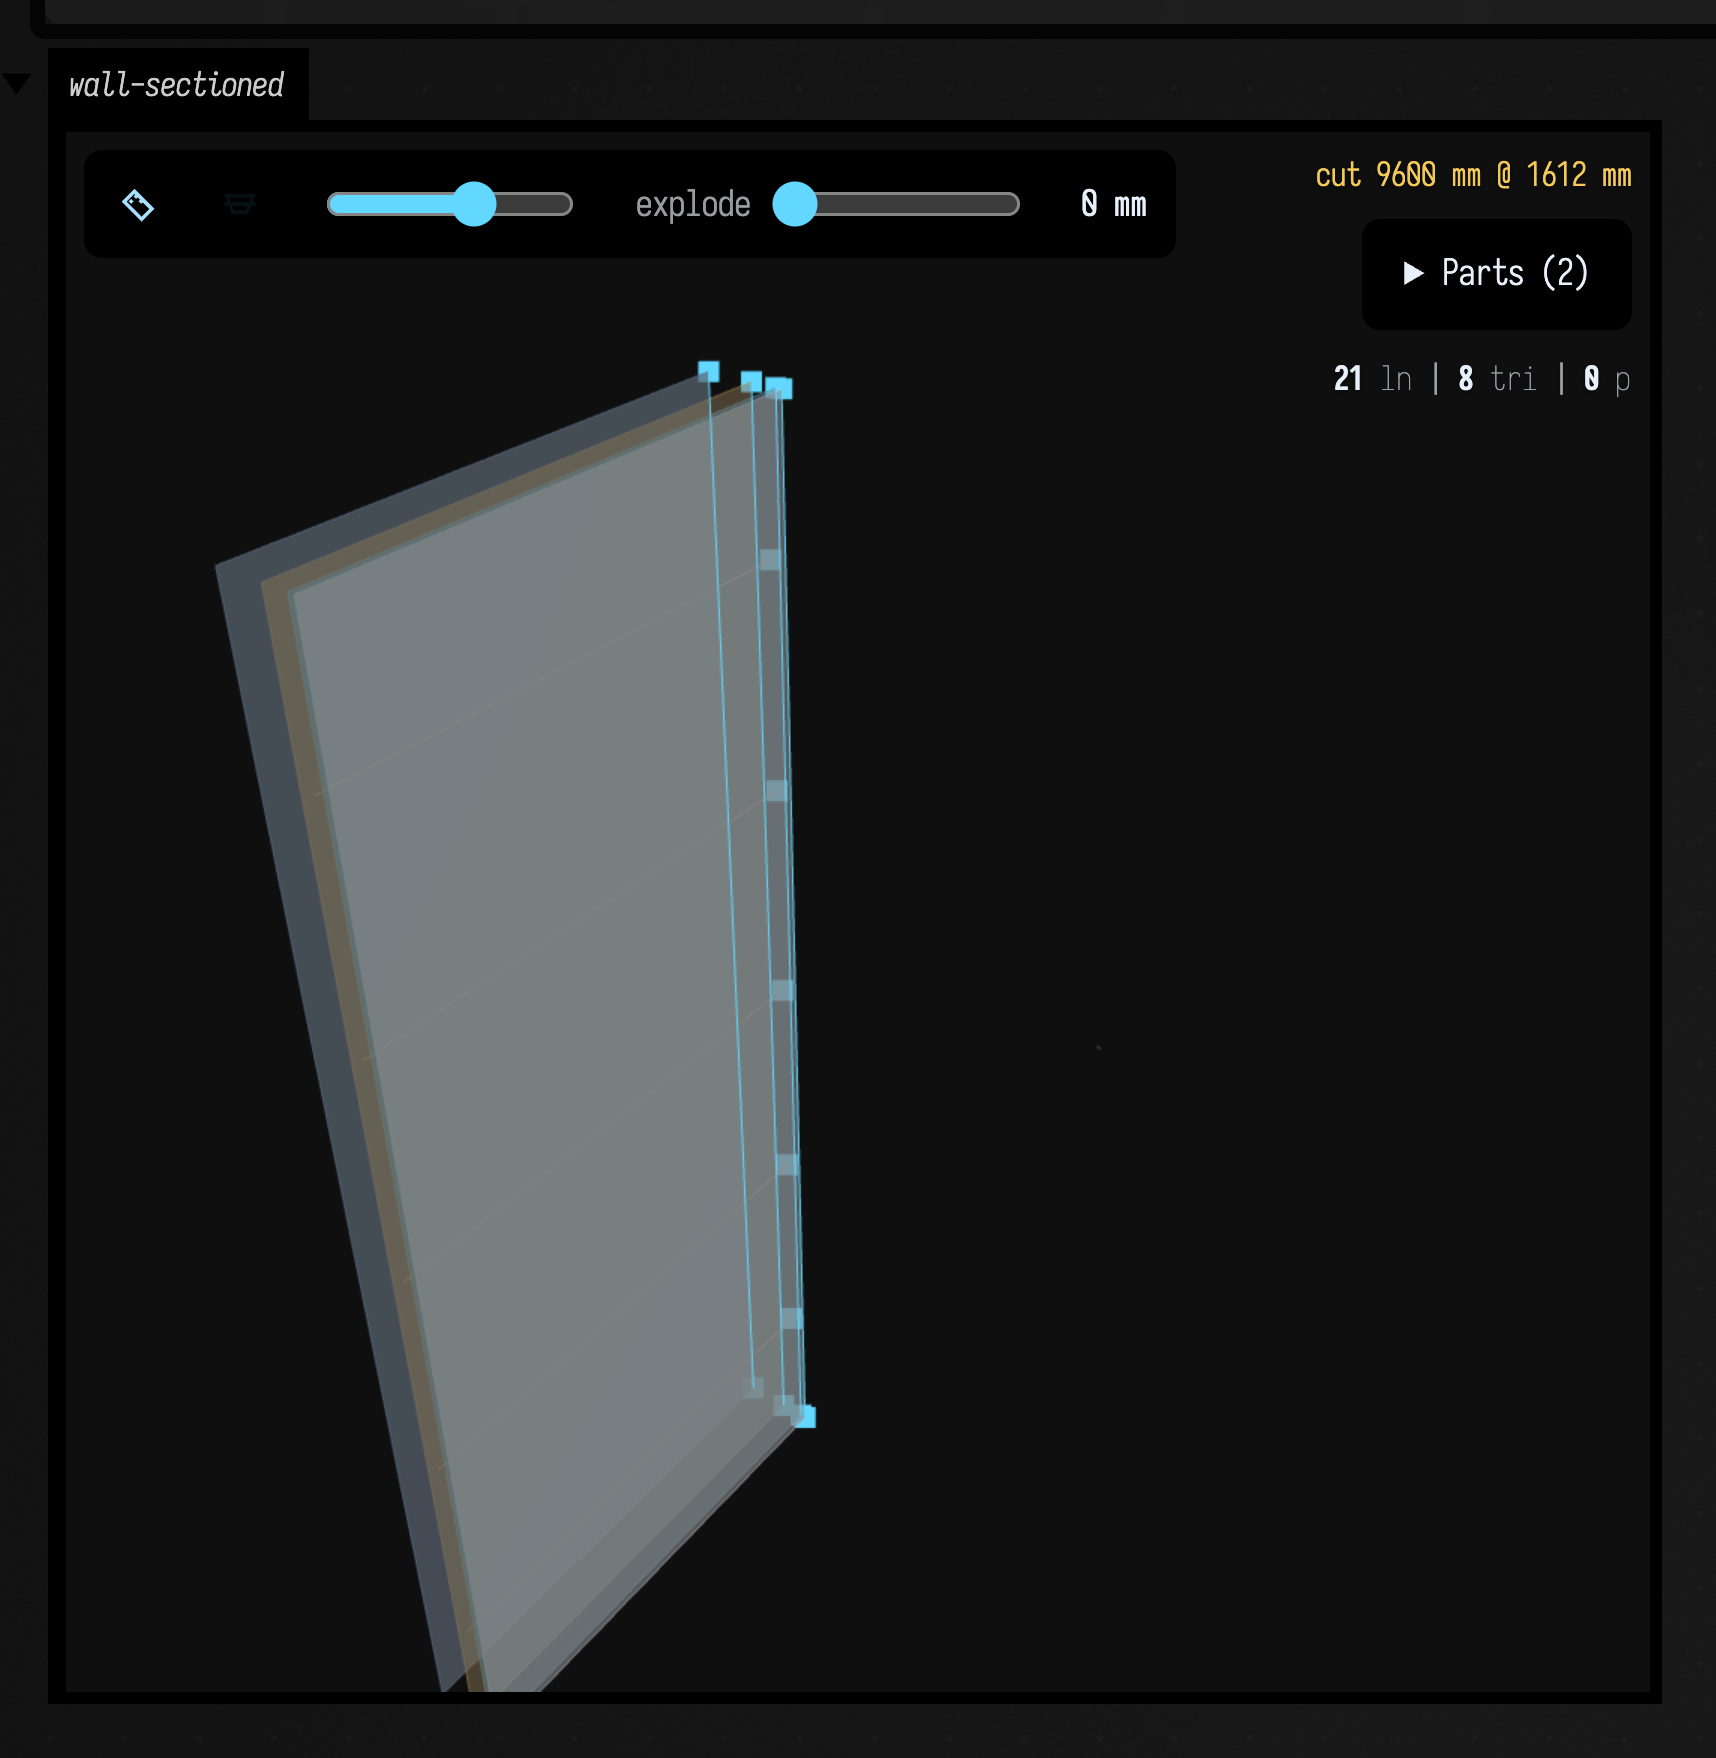 wall-sectioned
explode 0 mm
cut 9600 mm @ 1612 mm
▶ Parts (2)
21 ln | 8 tri | 0 p